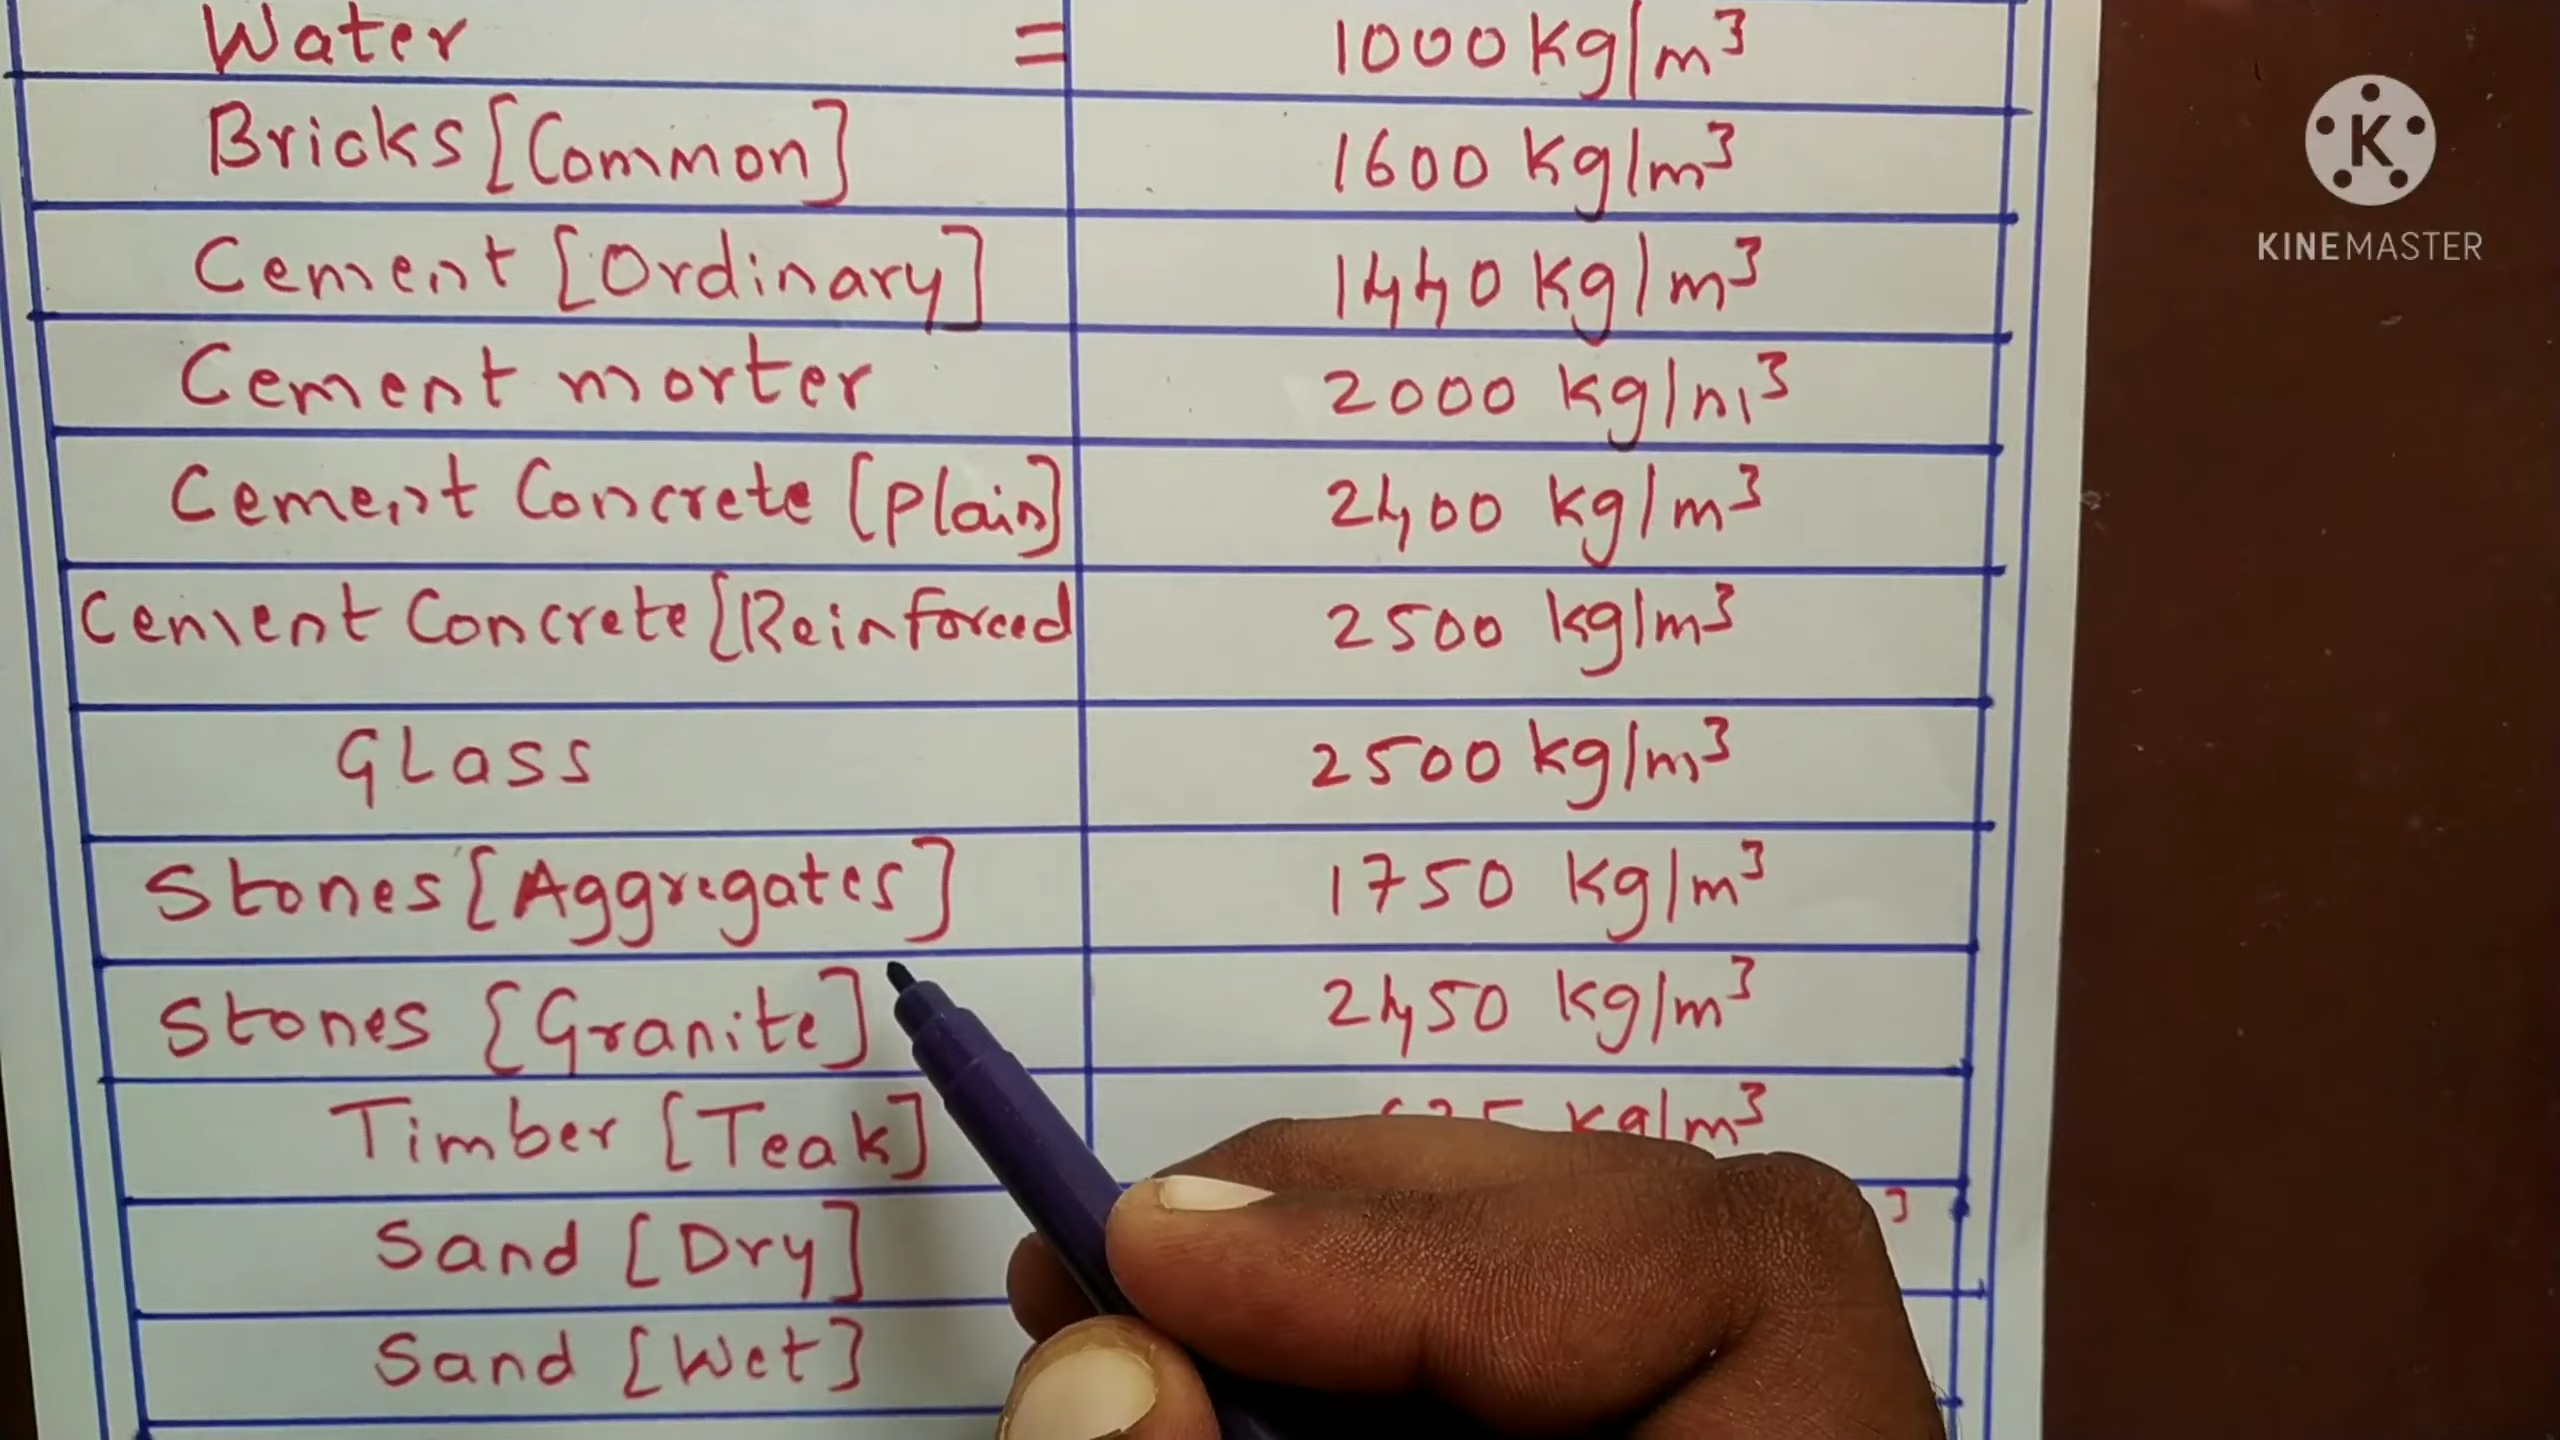 Water = 1000 Kg/m³
Bricks [Common] 1600 Kg/m³
Cement [Ordinary] 1440 Kg/m³
Cement morter 2000 Kg/m³
Cement Concrete [Plain] 2400 Kg/m³
Cement Concrete [Reinforced 2500 Kg/m³
GLass 2500 Kg/m³
Stones [Aggregates] 1750 Kg/m³
Stones [Granite] 2450 Kg/m³
Timber [Teak] Kg/m³
Sand [Dry]
Sand [Wet]
K
KINEMASTER